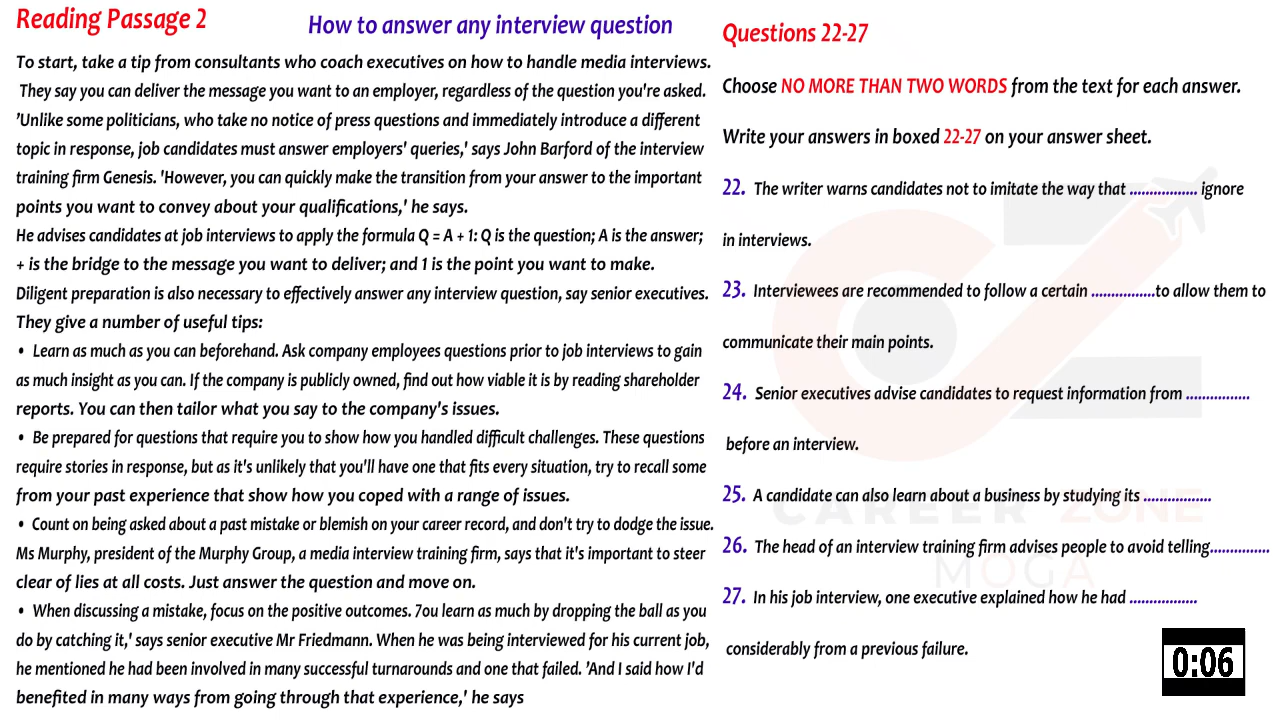 Reading Passage 2
How to answer any interview question
To start, take a tip from consultants who coach executives on how to handle media interviews.
They say you can deliver the message you want to an employer, regardless of the question you're asked.
'Unlike some politicians, who take no notice of press questions and immediately introduce a different
topic in response, job candidates must answer employers' queries,' says John Barford of the interview
training firm Genesis. 'However, you can quickly make the transition from your answer to the important
points you want to convey about your qualifications,' he says.
He advises candidates at job interviews to apply the formula Q = A + 1: Q is the question; A is the answer;
+ is the bridge to the message you want to deliver; and 1 is the point you want to make.
Diligent preparation is also necessary to effectively answer any interview question, say senior executives.
They give a number of useful tips:
• Learn as much as you can beforehand. Ask company employees questions prior to job interviews to gain
as much insight as you can. If the company is publicly owned, find out how viable it is by reading shareholder
reports. You can then tailor what you say to the company's issues.
• Be prepared for questions that require you to show how you handled difficult challenges. These questions
require stories in response, but as it's unlikely that you'll have one that fits every situation, try to recall some
from your past experience that show how you coped with a range of issues.
• Count on being asked about a past mistake or blemish on your career record, and don't try to dodge the issue.
Ms Murphy, president of the Murphy Group, a media interview training firm, says that it's important to steer
clear of lies at all costs. Just answer the question and move on.
• When discussing a mistake, focus on the positive outcomes. 7ou learn as much by dropping the ball as you
do by catching it,' says senior executive Mr Friedmann. When he was being interviewed for his current job,
he mentioned he had been involved in many successful turnarounds and one that failed. 'And I said how I'd
benefited in many ways from going through that experience,' he says
Questions 22-27
Choose NO MORE THAN TWO WORDS from the text for each answer.
Write your answers in boxed 22-27 on your answer sheet.
22. The writer warns candidates not to imitate the way that ................. ignore
in interviews.
23. Interviewees are recommended to follow a certain ................to allow them to
communicate their main points.
24. Senior executives advise candidates to request information from ................
before an interview.
25. A candidate can also learn about a business by studying its .................
26. The head of an interview training firm advises people to avoid telling...............
27. In his job interview, one executive explained how he had .................
considerably from a previous failure.
CAREER ZONE
MOGA
0:06